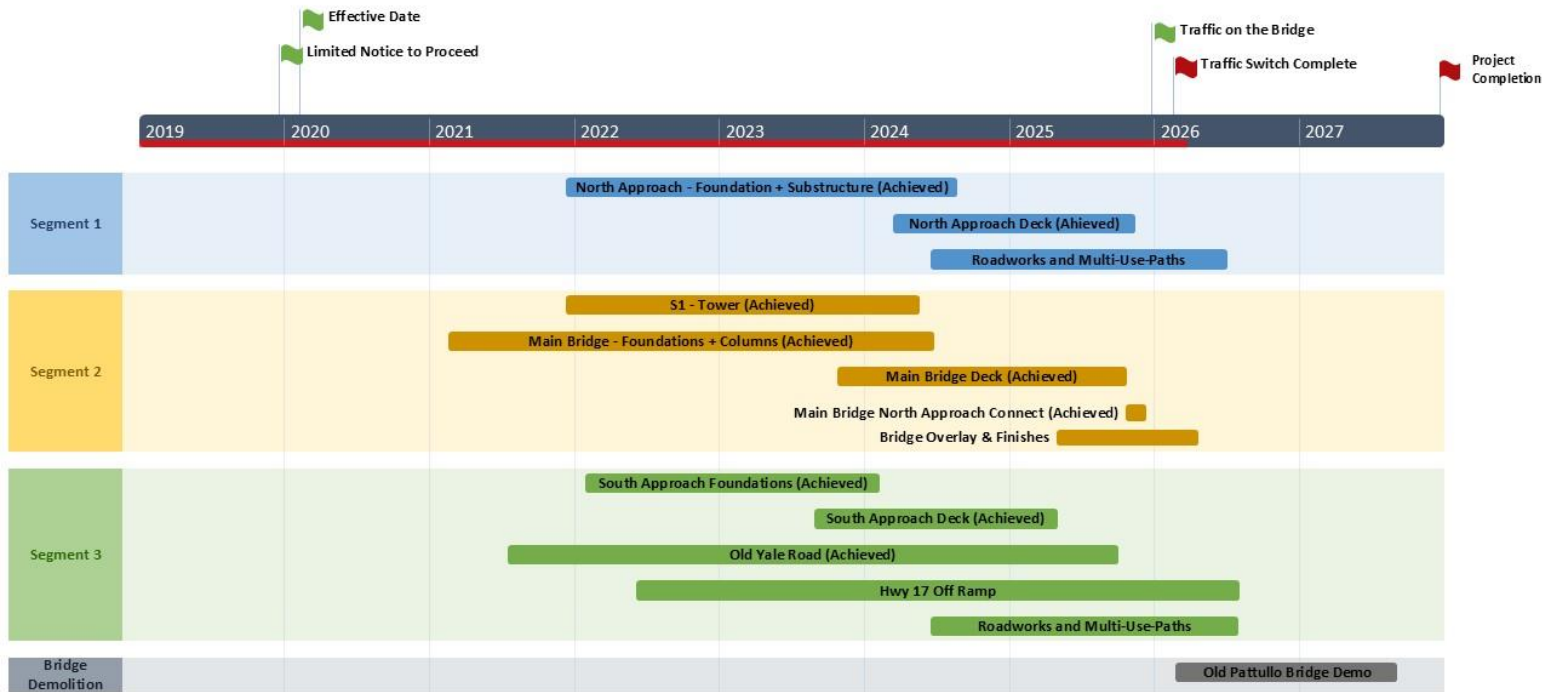 Effective Date
Limited Notice to Proceed
Traffic on the Bridge
Traffic Switch Complete
Project
Completion
2019 2020 2021 2022 2023 2024 2025 2026 2027
Segment 1
North Approach - Foundation + Substructure (Achieved)
North Approach Deck (Ahieved)
Roadworks and Multi-Use-Paths
Segment 2
S1 - Tower (Achieved)
Main Bridge - Foundations + Columns (Achieved)
Main Bridge Deck (Achieved)
Main Bridge North Approach Connect (Achieved)
Bridge Overlay & Finishes
Segment 3
South Approach Foundations (Achieved)
South Approach Deck (Achieved)
Old Yale Road (Achieved)
Hwy 17 Off Ramp
Roadworks and Multi-Use-Paths
Bridge
Demolition
Old Pattullo Bridge Demo